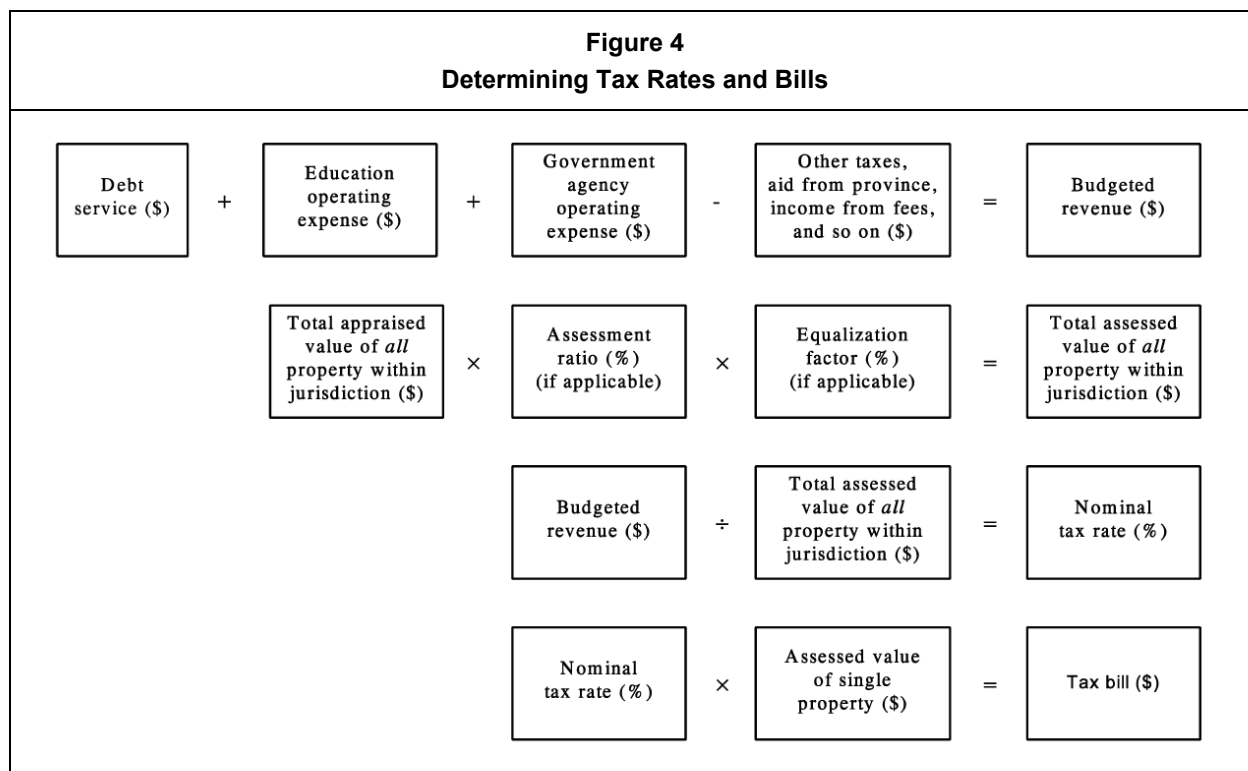 Figure 4
Determining Tax Rates and Bills
Debt
service ($)
+
Education
operating
expense ($)
+
Government
agency
operating
expense ($)
-
Other taxes,
aid from province,
income from fees,
and so on ($)
=
Budgeted
revenue ($)
Total appraised
value of all
property within
jurisdiction ($)
×
Assessment
ratio (%)
(if applicable)
×
Equalization
factor (%)
(if applicable)
=
Total assessed
value of all
property within
jurisdiction ($)
Budgeted
revenue ($)
÷
Total assessed
value of all
property within
jurisdiction ($)
=
Nominal
tax rate (%)
Nominal
tax rate (%)
×
Assessed value
of single
property ($)
=
Tax bill ($)